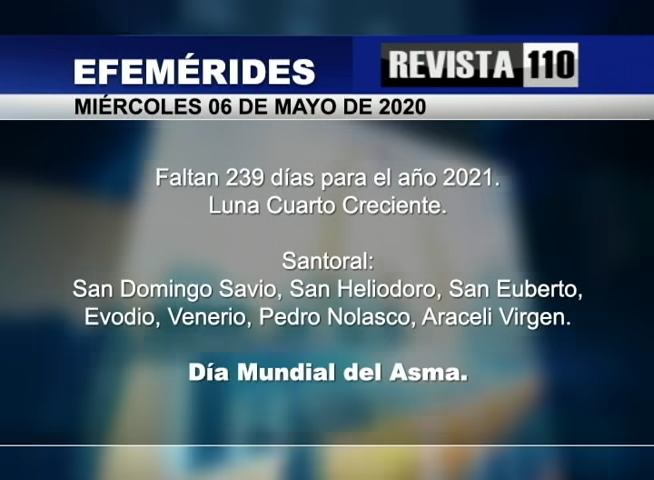 EFEMÉRIDES
REVISTA 110
MIÉRCOLES 06 DE MAYO DE 2020
Faltan 239 días para el año 2021.
Luna Cuarto Creciente.
Santoral:
San Domingo Savio, San Heliodoro, San Euberto,
Evodio, Venerio, Pedro Nolasco, Araceli Virgen.
Día Mundial del Asma.